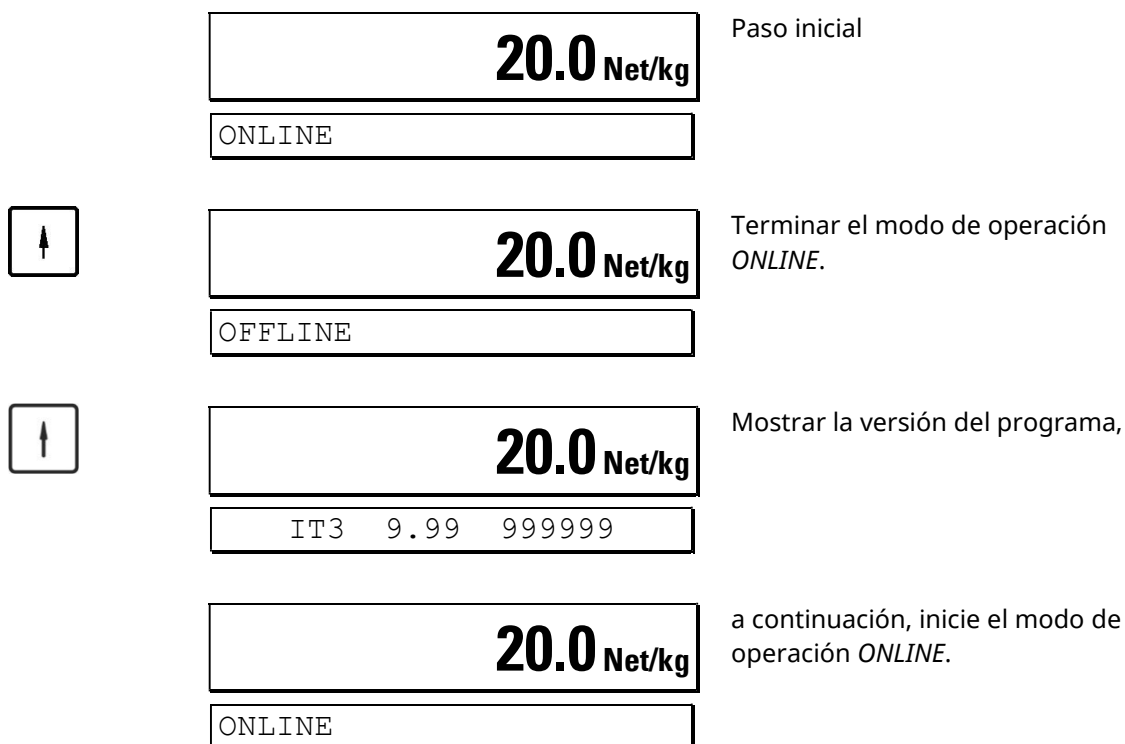 20.0 Net/kg
Paso inicial
ONLINE
20.0 Net/kg
Terminar el modo de operación
ONLINE.
OFFLINE
20.0 Net/kg
Mostrar la versión del programa,
IT3 9.99 999999
20.0 Net/kg
a continuación, inicie el modo de
operación ONLINE.
ONLINE